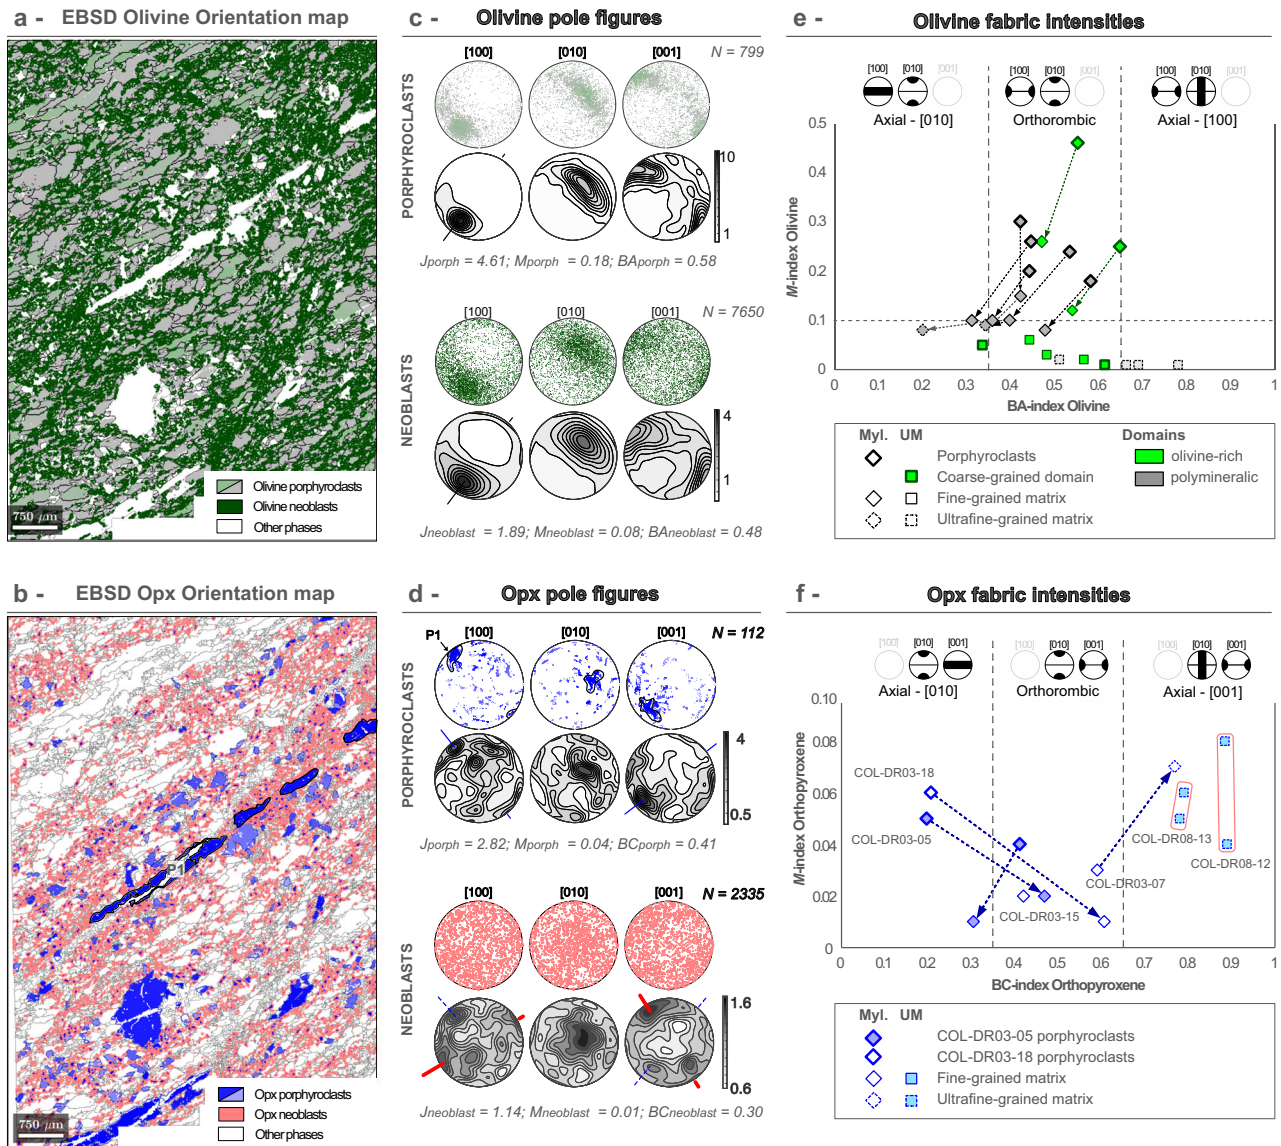 a - EBSD Olivine Orientation map
Olivine porphyroclasts
Olivine neoblasts
Other phases
750 µm
b - EBSD Opx Orientation map
P1
Opx porphyroclasts
Opx neoblasts
Other phases
750 µm
c - Olivine pole figures
[100] [010] [001] N = 799
PORPHYROCLASTS
10
1
Jporph = 4.61; Mporph = 0.18; BAporph = 0.58
N = 7650
[100] [010] [001]
NEOBLASTS
4
1
Jneoblast = 1.89; Mneoblast = 0.08; BAneoblast = 0.48
d - Opx pole figures
P1 [100] [010] [001] N = 112
PORPHYROCLASTS
4
0.5
Jporph = 2.82; Mporph = 0.04; BCporph = 0.41
[100] [010] [001] N = 2335
NEOBLASTS
1.6
0.6
Jneoblast = 1.14; Mneoblast = 0.01; BCneoblast = 0.30
e - Olivine fabric intensities
[100] [010] [001] [100] [010] [001] [100] [010] [001]
Axial - [010] Orthorombic Axial - [100]
0.5
0.4
0.3
0.2
0.1
0
M-index Olivine
0 0.1 0.2 0.3 0.4 0.5 0.6 0.7 0.8 0.9 1
BA-index Olivine
Myl. UM Domains
Porphyroclasts olivine-rich
Coarse-grained domain polymineralic
Fine-grained matrix
Ultrafine-grained matrix
f - Opx fabric intensities
[100] [010] [001] [100] [010] [001] [100] [010] [001]
Axial - [010] Orthorombic Axial - [001]
0.10
0.08
0.06
0.04
0.02
0
M-index Orthopyroxene
COL-DR03-18
COL-DR03-05
COL-DR08-13
COL-DR08-12
COL-DR03-07
COL-DR03-15
0 0.1 0.2 0.3 0.4 0.5 0.6 0.7 0.8 0.9 1
BC-index Orthopyroxene
Myl. UM
COL-DR03-05 porphyroclasts
COL-DR03-18 porphyroclasts
Fine-grained matrix
Ultrafine-grained matrix